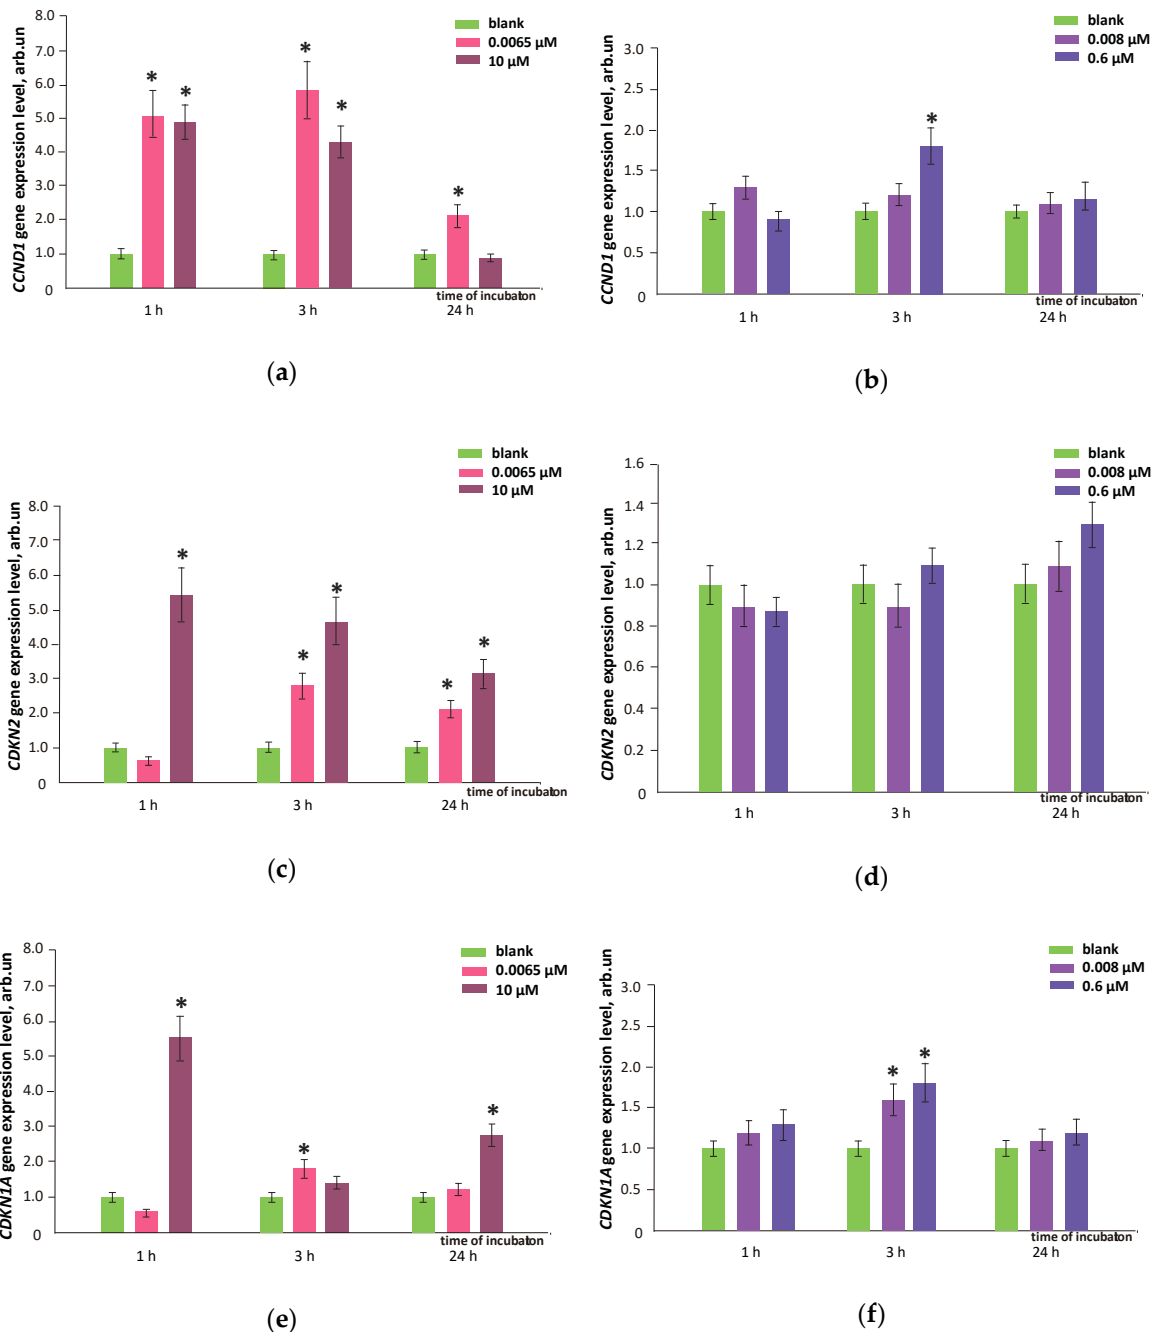 CCND1 gene expression level, arb.un
8.0
7.0
6.0
5.0
4.0
3.0
2.0
1.0
0
blank
0.0065 µM
10 µM
* * * * *
1 h 3 h 24 h
time of incubaton
(a)
CCND1 gene expression level, arb.un
3.0
2.5
2.0
1.5
1.0
0.5
0
blank
0.008 µM
0.6 µM
*
1 h 3 h 24 h
time of incubaton
(b)
CDKN2 gene expression level, arb.un
8.0
7.0
6.0
5.0
4.0
3.0
2.0
1.0
0
blank
0.0065 µM
10 µM
* * * * *
1 h 3 h 24 h
time of incubaton
(c)
CDKN2 gene expression level, arb.un
1.6
1.4
1.2
1.0
0.8
0.6
0.4
0.2
0
blank
0.008 µM
0.6 µM
1 h 3 h 24 h
time of incubaton
(d)
CDKN1A gene expression level, arb.un
8.0
7.0
6.0
5.0
4.0
3.0
2.0
1.0
0
blank
0.0065 µM
10 µM
* * *
1 h 3 h 24 h
time of incubaton
(e)
CDKN1A gene expression level, arb.un
3.0
2.5
2.0
1.5
1.0
0.5
0
blank
0.008 µM
0.6 µM
* *
1 h 3 h 24 h
time of incubaton
(f)